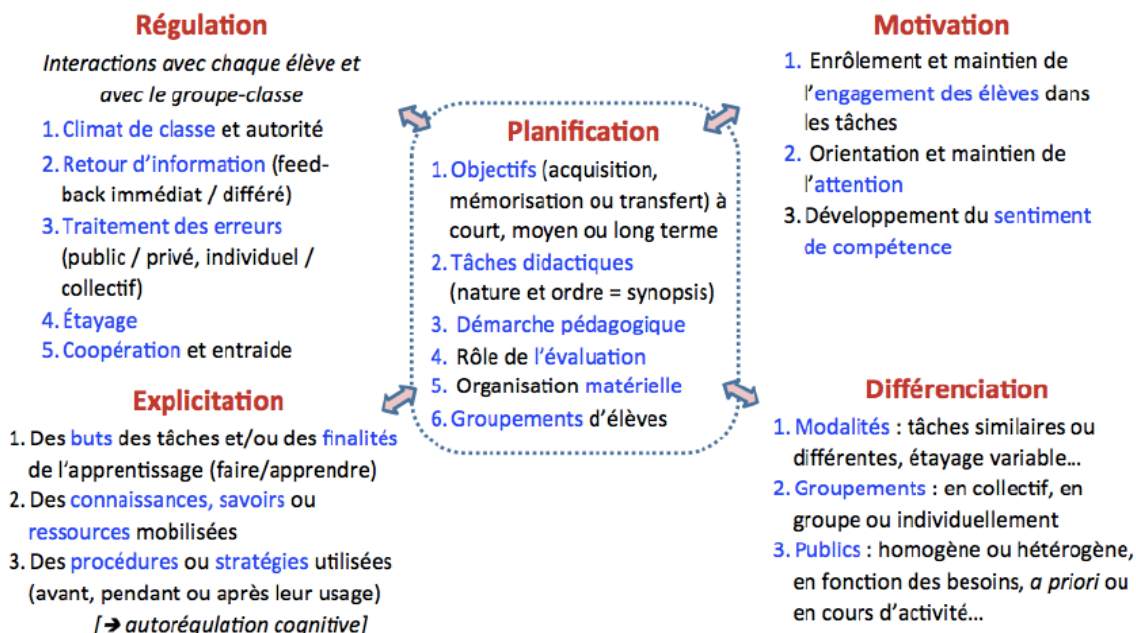 Régulation
Interactions avec chaque élève et
avec le groupe-classe
1. Climat de classe et autorité
2. Retour d'information (feed-
back immédiat / différé)
3. Traitement des erreurs
(public / privé, individuel /
collectif)
4. Étayage
5. Coopération et entraide
Planification
1. Objectifs (acquisition,
mémorisation ou transfert) à
court, moyen ou long terme
2. Tâches didactiques
(nature et ordre = synopsis)
3. Démarche pédagogique
4. Rôle de l'évaluation
5. Organisation matérielle
6. Groupements d'élèves
Motivation
1. Enrôlement et maintien de
l'engagement des élèves dans
les tâches
2. Orientation et maintien de
l'attention
3. Développement du sentiment
de compétence
Explicitation
1. Des buts des tâches et/ou des finalités
de l'apprentissage (faire/apprendre)
2. Des connaissances, savoirs ou
ressources mobilisées
3. Des procédures ou stratégies utilisées
(avant, pendant ou après leur usage)
[➔ autorégulation cognitive]
Différenciation
1. Modalités : tâches similaires ou
différentes, étayage variable...
2. Groupements : en collectif, en
groupe ou individuellement
3. Publics : homogène ou hétérogène,
en fonction des besoins, a priori ou
en cours d'activité...